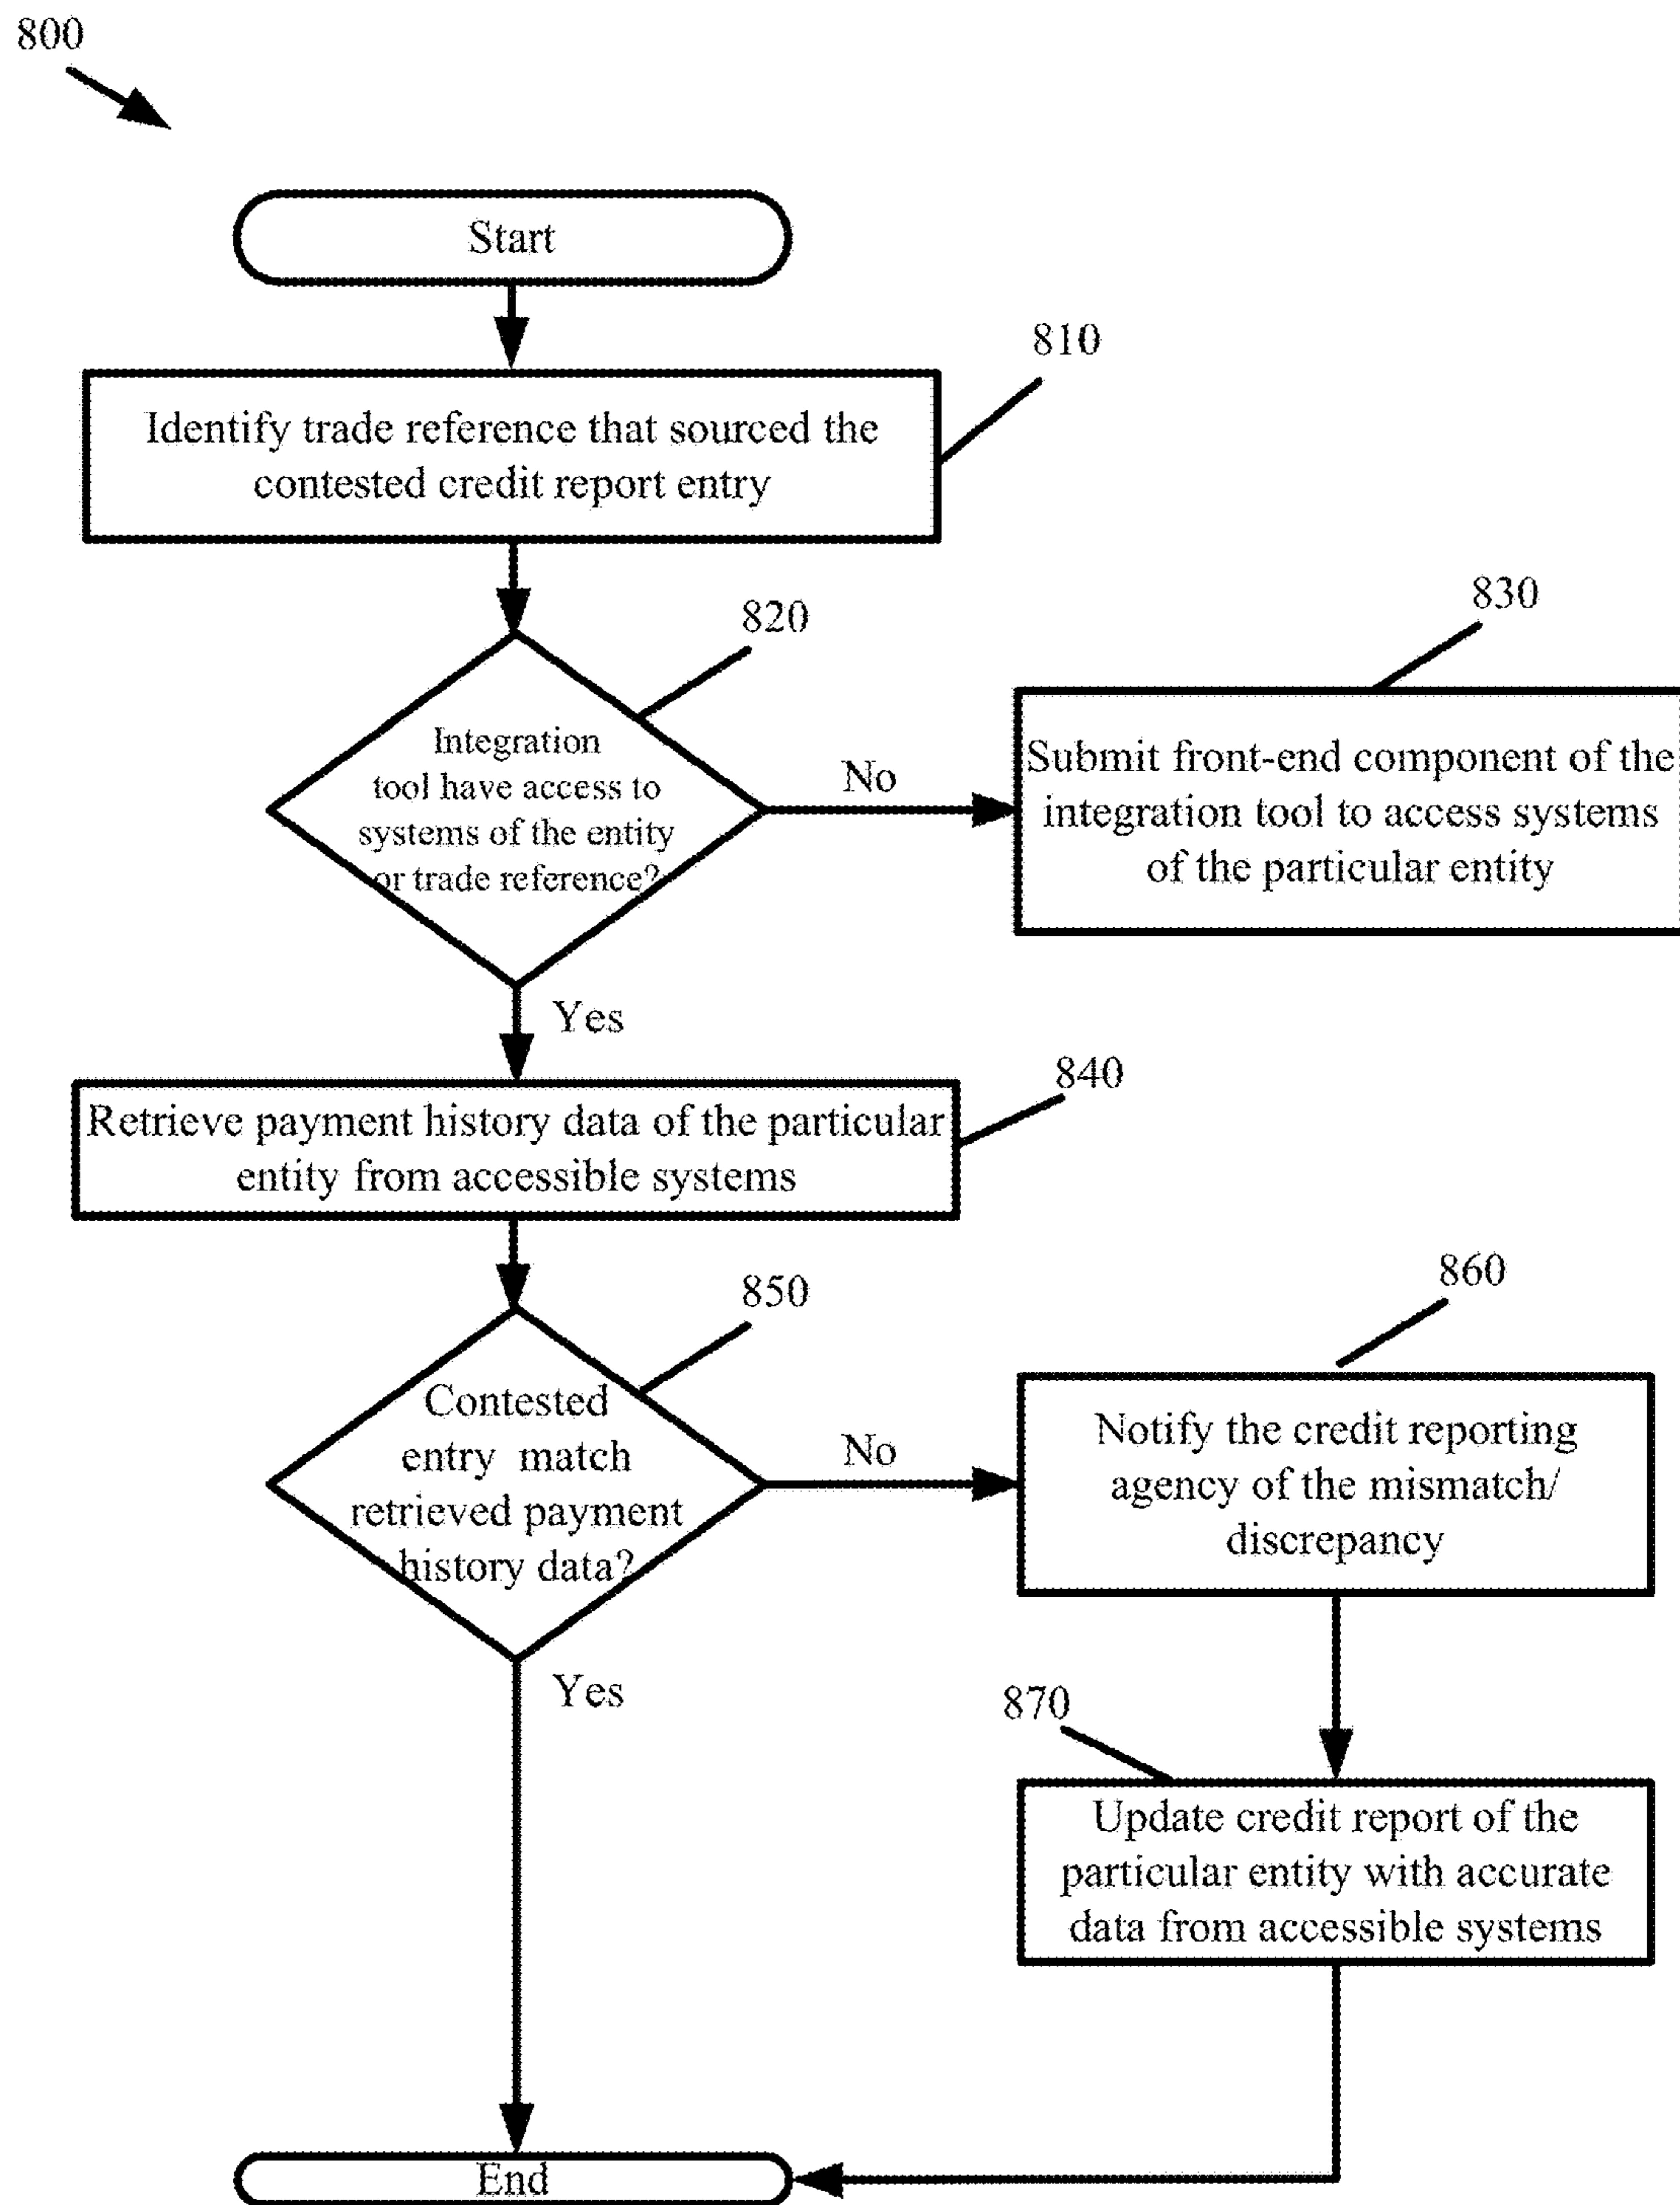 800
Start
810
Identify trade reference that sourced the
contested credit report entry
820
830
Integration
tool have access to
systems of the entity
or trade reference?
No
Submit front-end component of the
integration tool to access systems
of the particular entity
Yes
840
Retrieve payment history data of the particular
entity from accessible systems
850
860
Contested
entry match
retrieved payment
history data?
No
Notify the credit reporting
agency of the mismatch/
discrepancy
Yes
870
Update credit report of the
particular entity with accurate
data from accessible systems
End